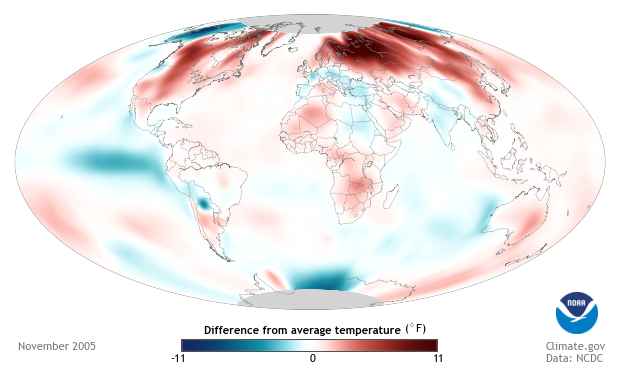 NOAA
Difference from average temperature (°F)
-11 0 11
November 2005
Climate.gov
Data: NCDC